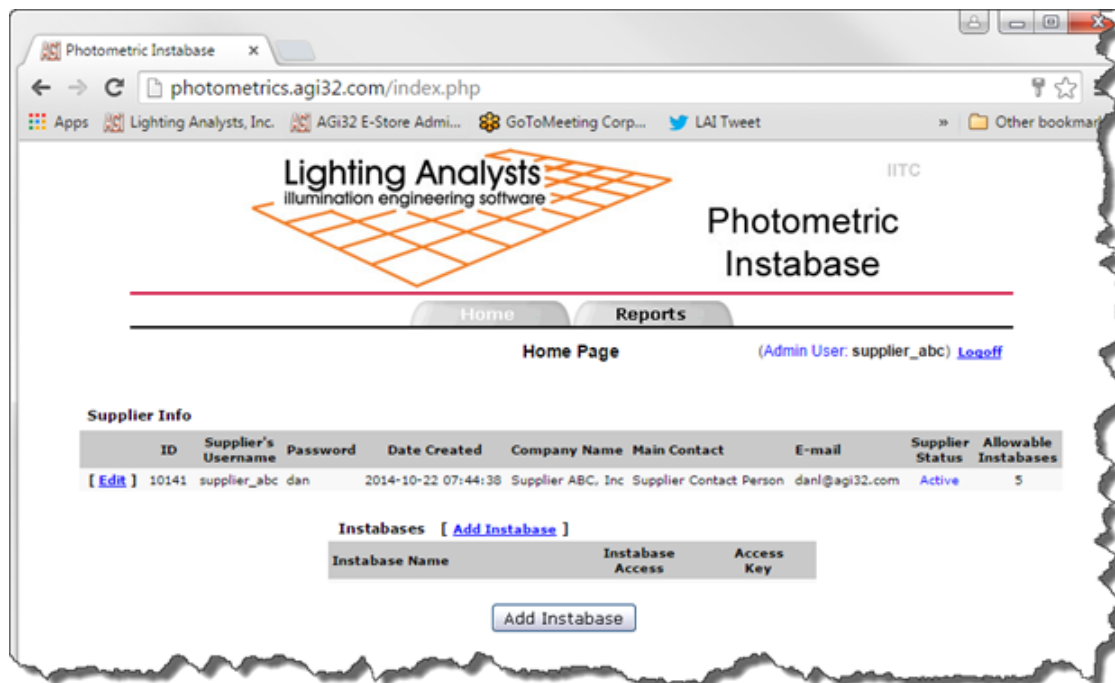 Photometric Instabase
photometrics.agi32.com/index.php
Apps Lighting Analysts, Inc. AGi32 E-Store Admi... GoToMeeting Corp... LAI Tweet » Other bookmark
Lighting Analysts
illumination engineering software
IITC
Photometric
Instabase
Home Reports
Home Page (Admin User: supplier_abc) Logoff
Supplier Info
ID Supplier's Username Password Date Created Company Name Main Contact E-mail Supplier Status Allowable Instabases
[ Edit ] 10141 supplier_abc dan 2014-10-22 07:44:38 Supplier ABC, Inc Supplier Contact Person danl@agi32.com Active 5
Instabases [ Add Instabase ]
Instabase Name Instabase Access Access Key
Add Instabase